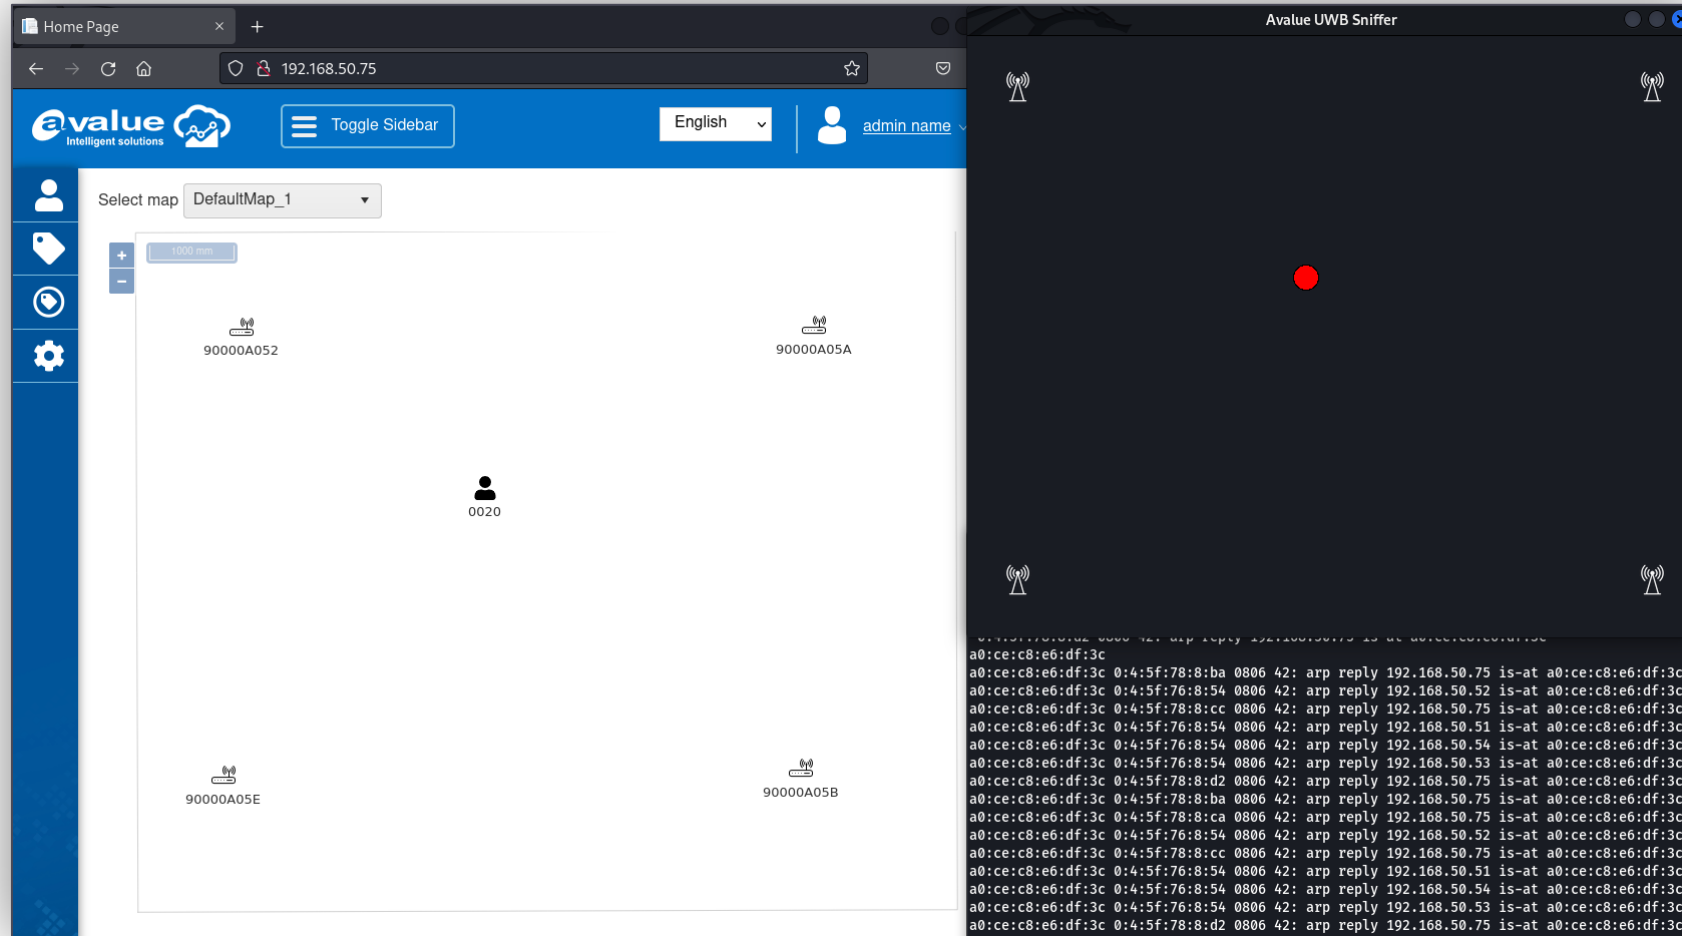 Home Page
192.168.50.75
avalue
Intelligent solutions
Toggle Sidebar
English
admin name
Select map
DefaultMap_1
+
−
1000 mm
90000A052
90000A05A
0020
90000A05E
90000A05B
Avalue UWB Sniffer
a0:ce:c8:e6:df:3c
a0:ce:c8:e6:df:3c 0:4:5f:78:8:ba 0806 42: arp reply 192.168.50.75 is-at a0:ce:c8:e6:df:3c
a0:ce:c8:e6:df:3c 0:4:5f:76:8:54 0806 42: arp reply 192.168.50.52 is-at a0:ce:c8:e6:df:3c
a0:ce:c8:e6:df:3c 0:4:5f:78:8:cc 0806 42: arp reply 192.168.50.75 is-at a0:ce:c8:e6:df:3c
a0:ce:c8:e6:df:3c 0:4:5f:76:8:54 0806 42: arp reply 192.168.50.51 is-at a0:ce:c8:e6:df:3c
a0:ce:c8:e6:df:3c 0:4:5f:76:8:54 0806 42: arp reply 192.168.50.54 is-at a0:ce:c8:e6:df:3c
a0:ce:c8:e6:df:3c 0:4:5f:76:8:54 0806 42: arp reply 192.168.50.53 is-at a0:ce:c8:e6:df:3c
a0:ce:c8:e6:df:3c 0:4:5f:78:8:d2 0806 42: arp reply 192.168.50.75 is-at a0:ce:c8:e6:df:3c
a0:ce:c8:e6:df:3c 0:4:5f:78:8:ba 0806 42: arp reply 192.168.50.75 is-at a0:ce:c8:e6:df:3c
a0:ce:c8:e6:df:3c 0:4:5f:78:8:ca 0806 42: arp reply 192.168.50.75 is-at a0:ce:c8:e6:df:3c
a0:ce:c8:e6:df:3c 0:4:5f:76:8:54 0806 42: arp reply 192.168.50.52 is-at a0:ce:c8:e6:df:3c
a0:ce:c8:e6:df:3c 0:4:5f:78:8:cc 0806 42: arp reply 192.168.50.75 is-at a0:ce:c8:e6:df:3c
a0:ce:c8:e6:df:3c 0:4:5f:76:8:54 0806 42: arp reply 192.168.50.51 is-at a0:ce:c8:e6:df:3c
a0:ce:c8:e6:df:3c 0:4:5f:76:8:54 0806 42: arp reply 192.168.50.54 is-at a0:ce:c8:e6:df:3c
a0:ce:c8:e6:df:3c 0:4:5f:76:8:54 0806 42: arp reply 192.168.50.53 is-at a0:ce:c8:e6:df:3c
a0:ce:c8:e6:df:3c 0:4:5f:78:8:d2 0806 42: arp reply 192.168.50.75 is-at a0:ce:c8:e6:df:3c